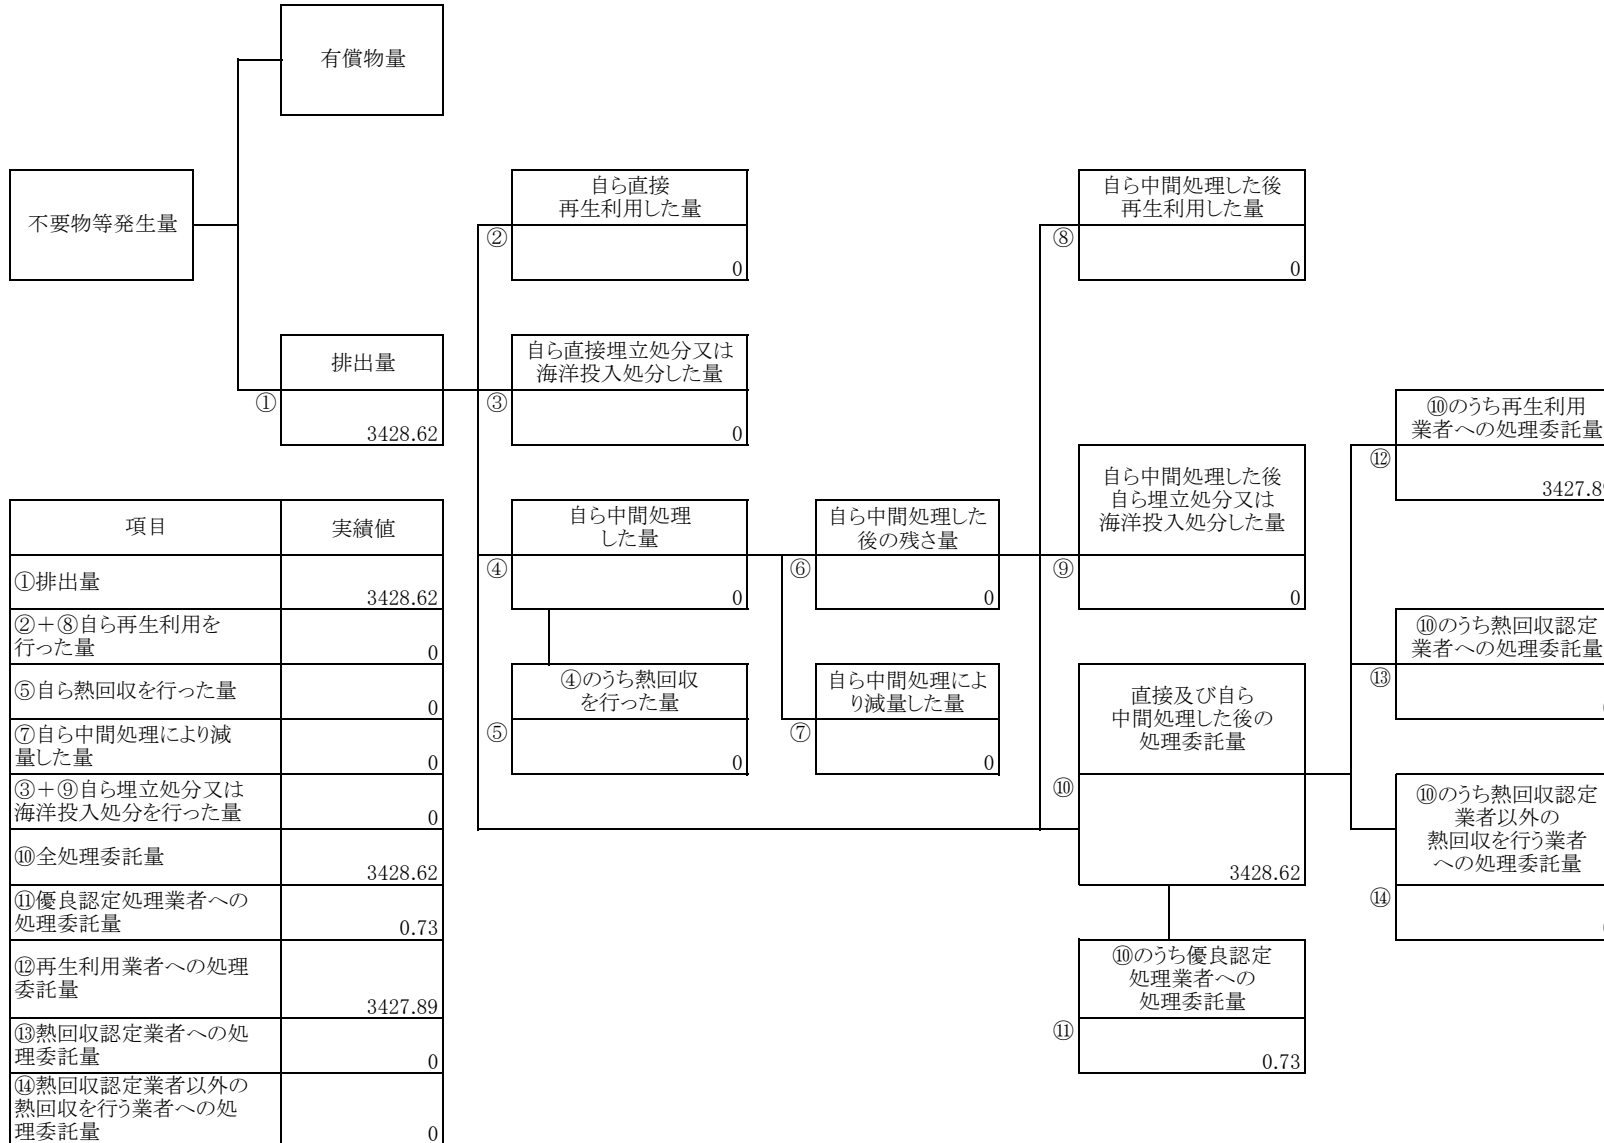 有償物量
不要物等発生量
自ら直接
再生利用した量
②
0
自ら中間処理した後
再生利用した量
⑧
0
排出量
①
3428.62
自ら直接埋立処分又は
海洋投入処分した量
③
0
⑩のうち再生利用
業者への処理委託量
⑫
3427.89
自ら中間処理
した量
④
0
自ら中間処理した
後の残さ量
⑥
0
自ら中間処理した後
自ら埋立処分又は
海洋投入処分した量
⑨
0
④のうち熱回収
を行った量
⑤
0
自ら中間処理によ
り減量した量
⑦
0
直接及び自ら
中間処理した後の
処理委託量
⑩
3428.62
⑩のうち熱回収認定
業者への処理委託量
⑬
⑩のうち熱回収認定
業者以外の
熱回収を行う業者
への処理委託量
⑭
⑩のうち優良認定
処理業者への
処理委託量
⑪
0.73
項目 実績値
①排出量
3428.62
②+⑧自ら再生利用を
行った量 0
⑤自ら熱回収を行った量
0
⑦自ら中間処理により減
量した量 0
③+⑨自ら埋立処分又は
海洋投入処分を行った量 0
⑩全処理委託量
3428.62
⑪優良認定処理業者への
処理委託量 0.73
⑫再生利用業者への処理
委託量
3427.89
⑬熱回収認定業者への処
理委託量 0
⑭熱回収認定業者以外の
熱回収を行う業者への処
理委託量 0